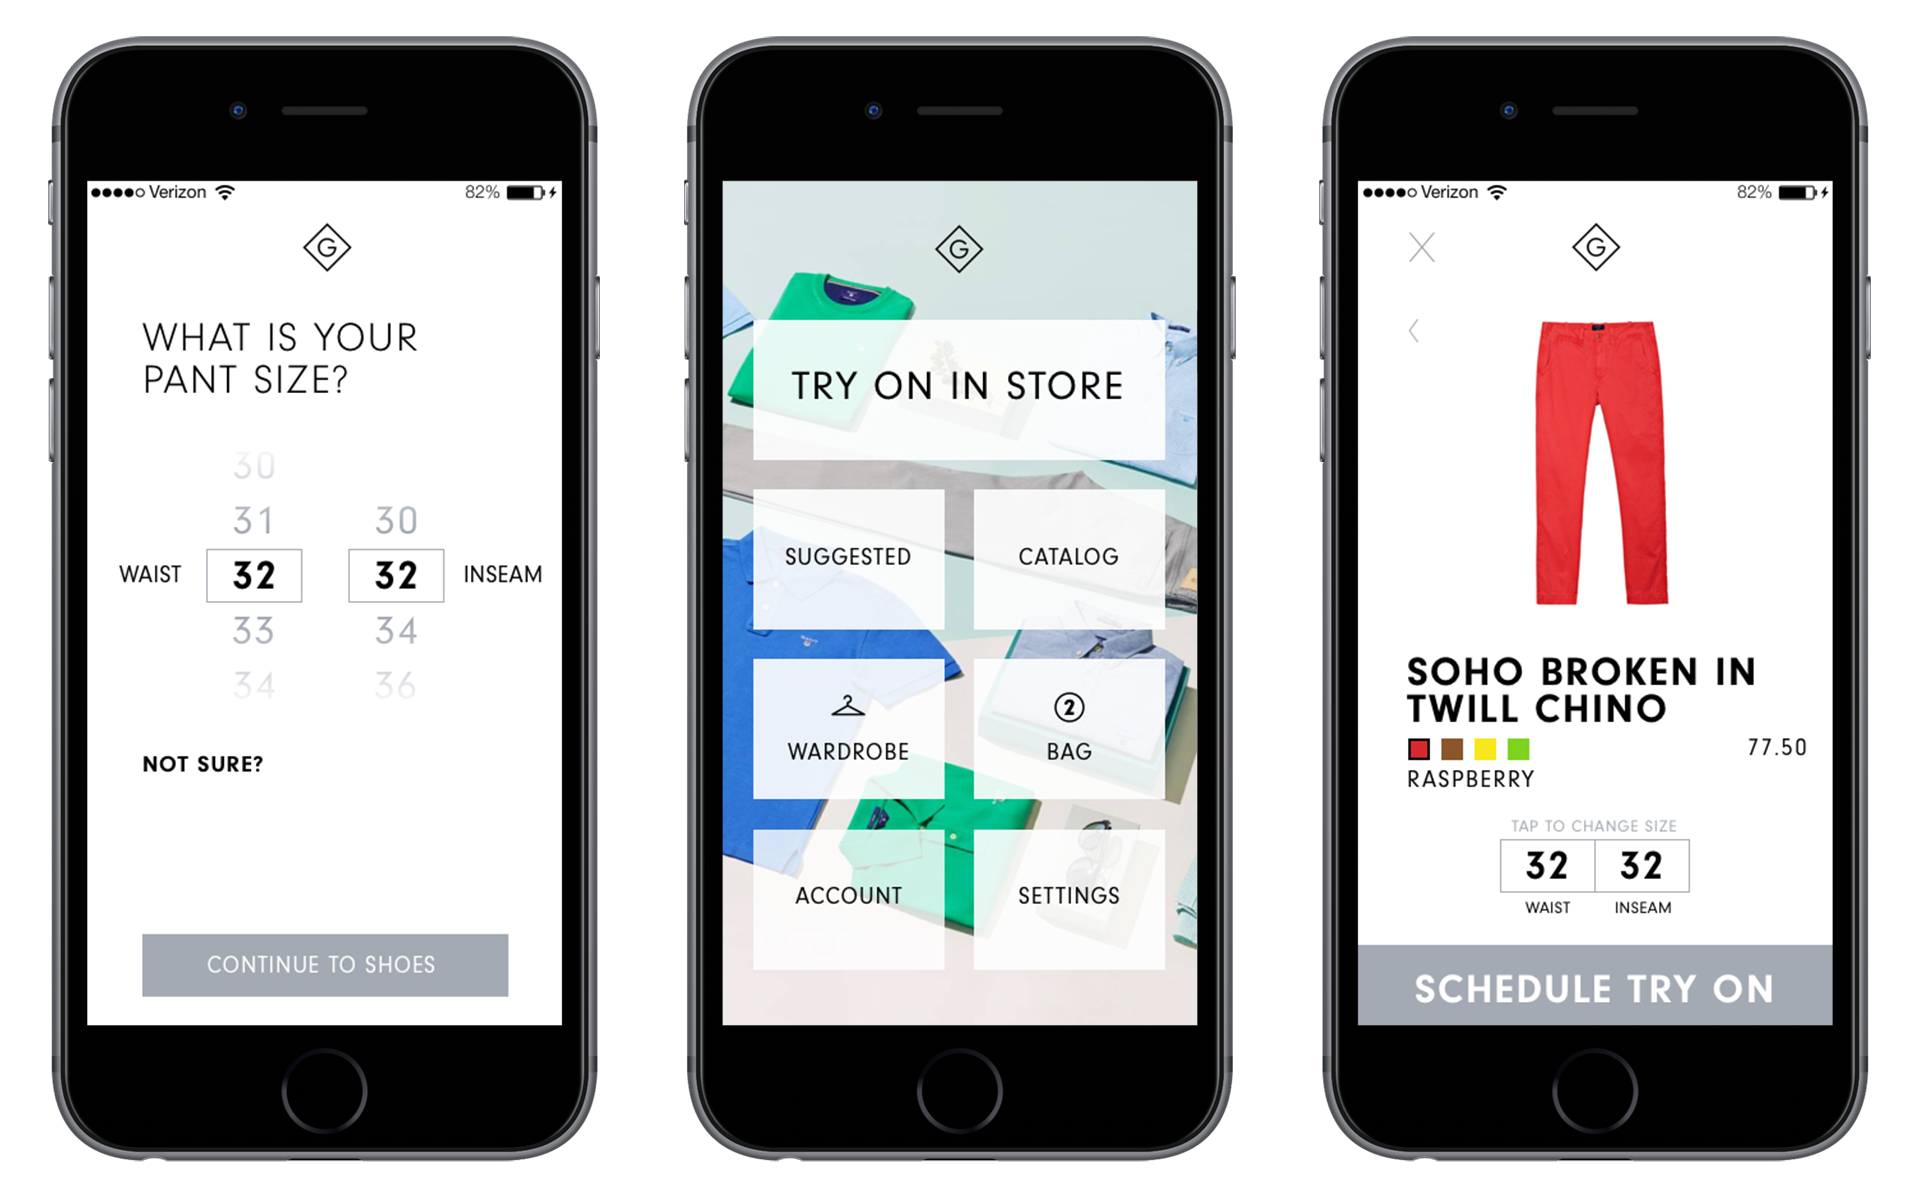 Verizon
82%
G
WHAT IS YOUR
PANT SIZE?
30
31 30
WAIST 32 32 INSEAM
33 34
34 36
NOT SURE?
CONTINUE TO SHOES
G
TRY ON IN STORE
SUGGESTED
CATALOG
WARDROBE
2
BAG
ACCOUNT
SETTINGS
Verizon
82%
G
SOHO BROKEN IN
TWILL CHINO
77.50
RASPBERRY
TAP TO CHANGE SIZE
32 32
WAIST INSEAM
SCHEDULE TRY ON